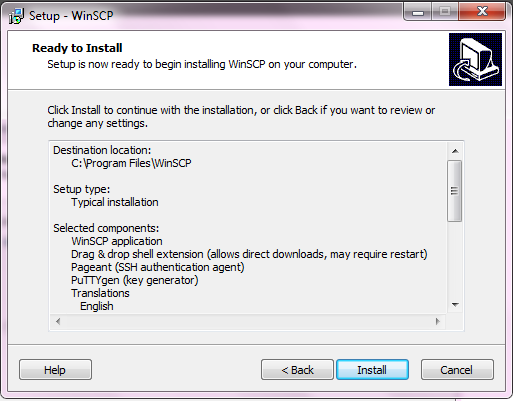 Setup - WinSCP
Ready to Install
Setup is now ready to begin installing WinSCP on your computer.
Click Install to continue with the installation, or click Back if you want to review or
change any settings.
Destination location:
C:\Program Files\WinSCP
Setup type:
Typical installation
Selected components:
WinSCP application
Drag & drop shell extension (allows direct downloads, may require restart)
Pageant (SSH authentication agent)
PuTTYgen (key generator)
Translations
English
Help
< Back
Install
Cancel